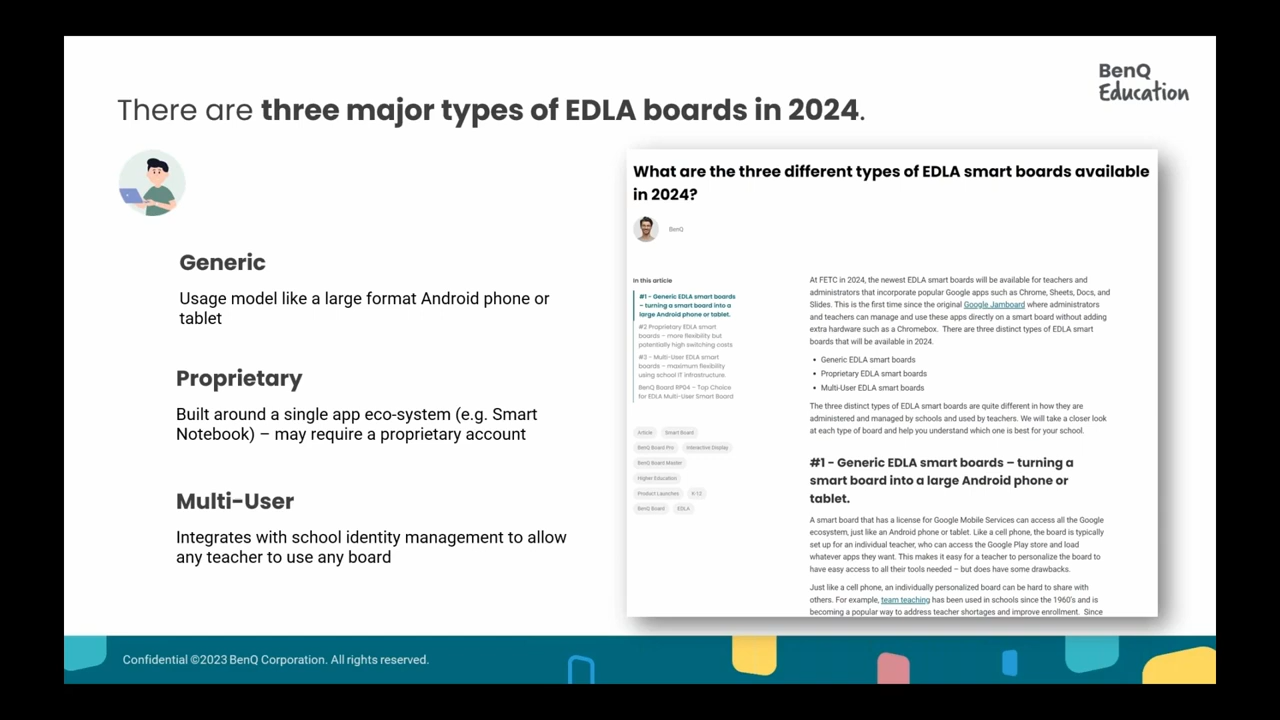 BenQ
Education
There are three major types of EDLA boards in 2024.
Generic
Usage model like a large format Android phone or
tablet
Proprietary
Built around a single app eco-system (e.g. Smart
Notebook) – may require a proprietary account
Multi-User
Integrates with school identity management to allow
any teacher to use any board
What are the three different types of EDLA smart boards available
in 2024?
BenQ
In this article
#1 - Generic EDLA smart boards
– turning a smart board into a
large Android phone or tablet.
#2 Proprietary EDLA smart
boards – more flexibility but
potentially high switching costs
#3 - Multi-User EDLA smart
boards – maximum flexibility
using school IT infrastructure.
BenQ Board RP04 – Top Choice
for EDLA Multi-User Smart Board
Article Smart Board
BenQ Board Pro Interactive Display
BenQ Board Master
Higher Education
Product Launches K-12
BenQ Board EDLA
At FETC in 2024, the newest EDLA smart boards will be available for teachers and
administrators that incorporate popular Google apps such as Chrome, Sheets, Docs, and
Slides. This is the first time since the original Google Jamboard where administrators
and teachers can manage and use these apps directly on a smart board without adding
extra hardware such as a Chromebox. There are three distinct types of EDLA smart
boards that will be available in 2024.
• Generic EDLA smart boards
• Proprietary EDLA smart boards
• Multi-User EDLA smart boards
The three distinct types of EDLA smart boards are quite different in how they are
administered and managed by schools and used by teachers. We will take a closer look
at each type of board and help you understand which one is best for your school.
#1 - Generic EDLA smart boards – turning a
smart board into a large Android phone or
tablet.
A smart board that has a license for Google Mobile Services can access all the Google
ecosystem, just like an Android phone or tablet. Like a cell phone, the board is typically
set up for an individual teacher, who can access the Google Play store and load
whatever apps they want. This makes it easy for a teacher to personalize the board to
have easy access to all their tools needed – but does have some drawbacks.
Just like a cell phone, an individually personalized board can be hard to share with
others. For example, team teaching has been used in schools since the 1960's and is
becoming a popular way to address teacher shortages and improve enrollment. Since
Confidential ©2023 BenQ Corporation. All rights reserved.